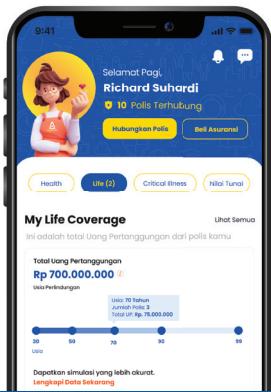 9:41
Selamat Pagi,
Richard Suhardi
10 Polis Terhubung
Hubungkan Polis
Beli Asuransi
Health
Life (2)
Critical Illness
Nilai Tunai
My Life Coverage
Lihat Semua
Ini adalah total Uang Pertanggungan dari polis kamu
Total Uang Pertanggungan
Rp 700.000.000
Usia Perlindungan
Usia: 70 Tahun
Jumlah Polis: 3
Total UP: Rp. 75.000.000
30 50 70 90 99
Usia
Dapatkan simulasi yang lebih akurat.
Lengkapi Data Sekarang